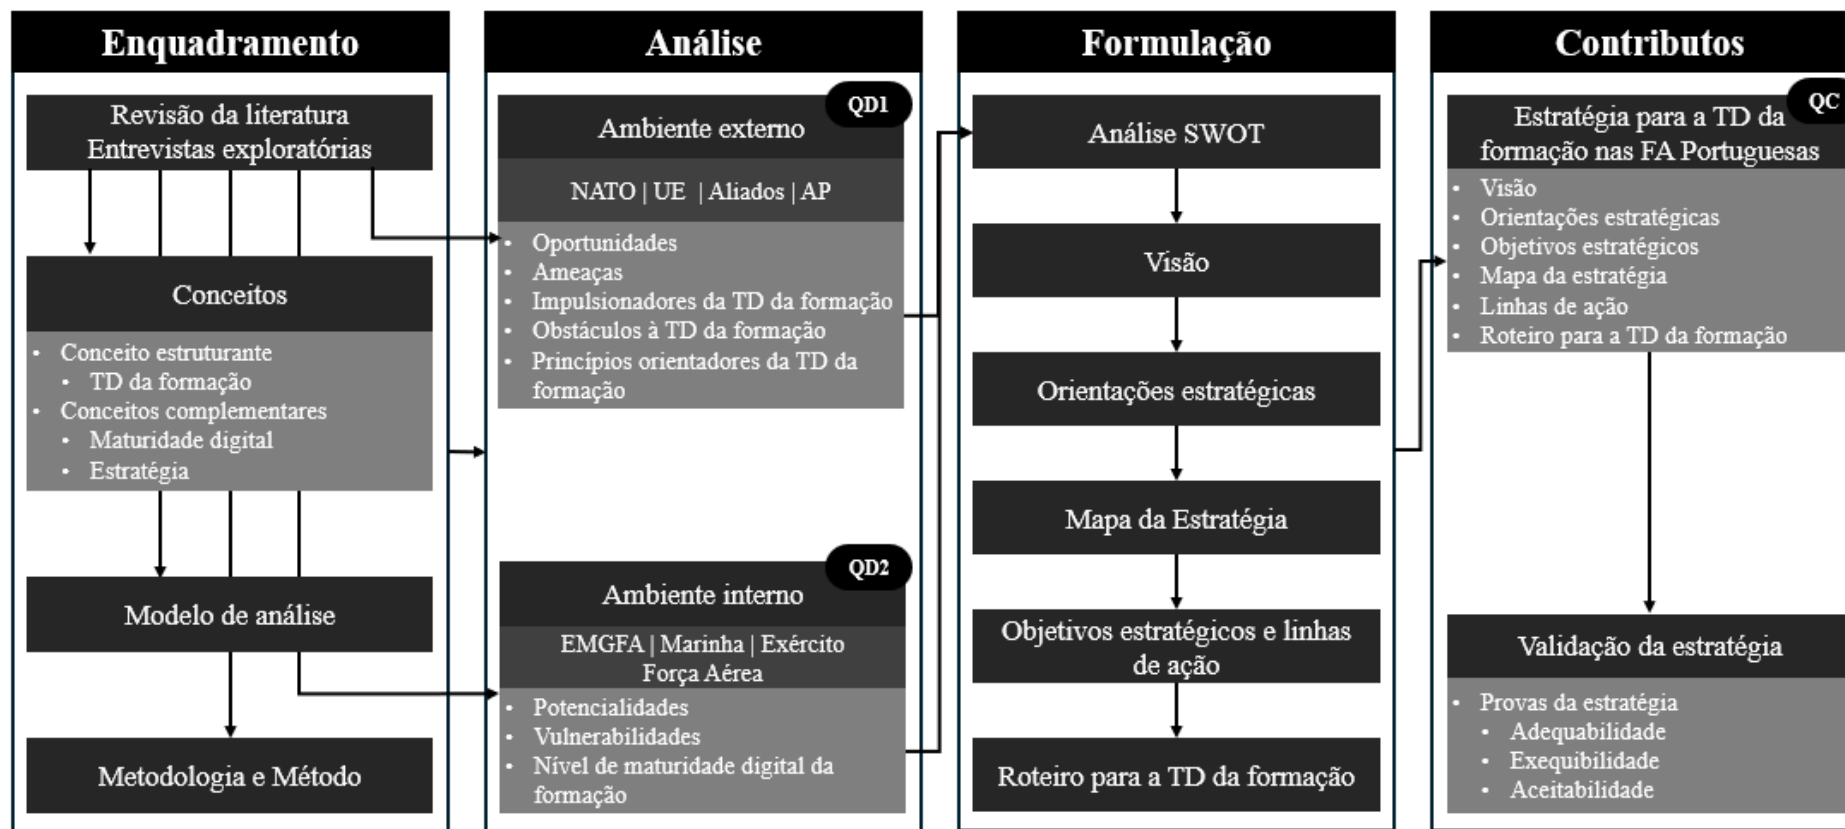 Enquadramento
Revisão da literatura
Entrevistas exploratórias
Conceitos
• Conceito estruturante
• TD da formação
• Conceitos complementares
• Maturidade digital
• Estratégia
Modelo de análise
Metodologia e Método
Análise
QD1
Ambiente externo
NATO | UE | Aliados | AP
• Oportunidades
• Ameaças
• Impulsionadores da TD da formação
• Obstáculos à TD da formação
• Princípios orientadores da TD da
formação
QD2
Ambiente interno
EMGFA | Marinha | Exército
Força Aérea
• Potencialidades
• Vulnerabilidades
• Nível de maturidade digital da
formação
Formulação
Análise SWOT
Visão
Orientações estratégicas
Mapa da Estratégia
Objetivos estratégicos e linhas
de ação
Roteiro para a TD da formação
Contributos
QC
Estratégia para a TD da
formação nas FA Portuguesas
• Visão
• Orientações estratégicas
• Objetivos estratégicos
• Mapa da estratégia
• Linhas de ação
• Roteiro para a TD da formação
Validação da estratégia
• Provas da estratégia
• Adequabilidade
• Exequibilidade
• Aceitabilidade